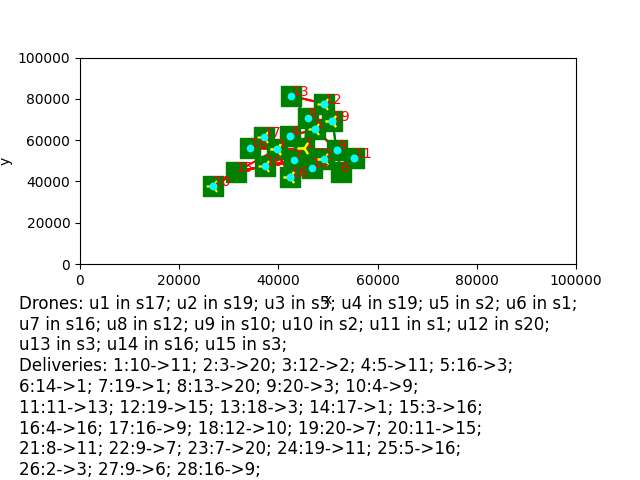 100000
80000
60000
40000
20000
0
y
0 20000 40000 60000 80000 100000
x
Drones: u1 in s17; u2 in s19; u3 in s5; u4 in s19; u5 in s2; u6 in s1;
u7 in s16; u8 in s12; u9 in s10; u10 in s2; u11 in s1; u12 in s20;
u13 in s3; u14 in s16; u15 in s3;
Deliveries: 1:10->11; 2:3->20; 3:12->2; 4:5->11; 5:16->3;
6:14->1; 7:19->1; 8:13->20; 9:20->3; 10:4->9;
11:11->13; 12:19->15; 13:18->3; 14:17->1; 15:3->16;
16:4->16; 17:16->9; 18:12->10; 19:20->7; 20:11->15;
21:8->11; 22:9->7; 23:7->20; 24:19->11; 25:5->16;
26:2->3; 27:9->6; 28:16->9;